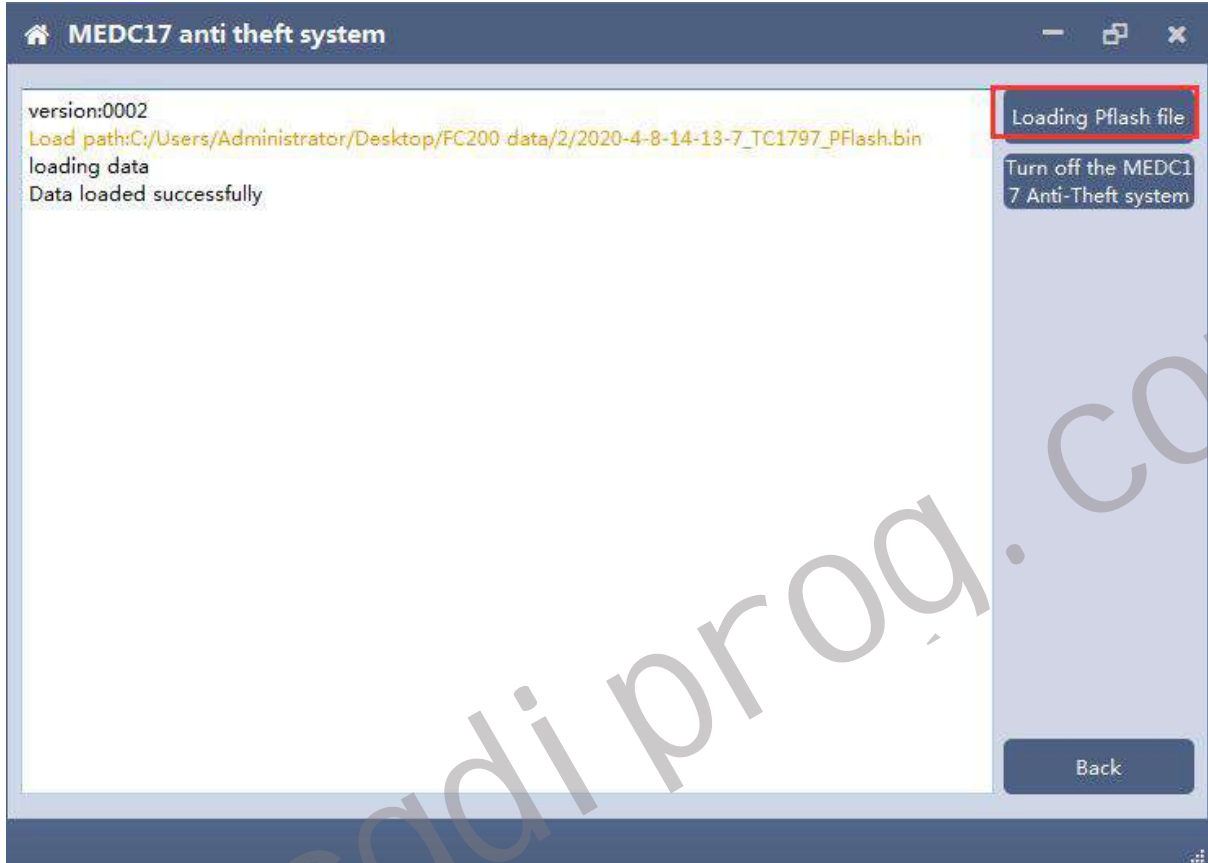 MEDC17 anti theft system
version:0002
Load path:C:/Users/Administrator/Desktop/FC200 data/2/2020-4-8-14-13-7_TC1797_PFlash.bin
loading data
Data loaded successfully
Loading Pflash file
Turn off the MEDC1
7 Anti-Theft system
Back